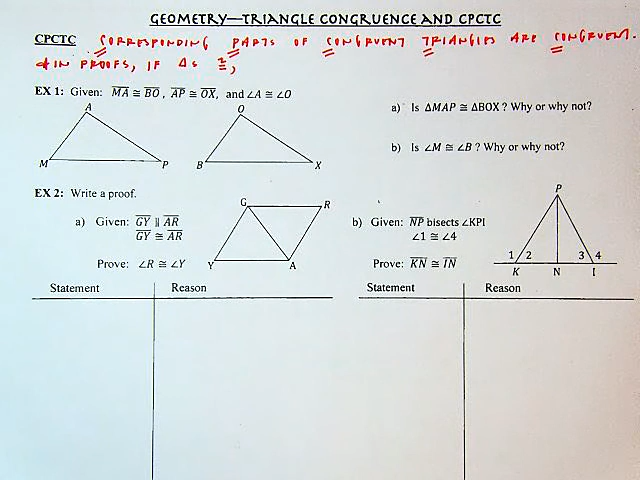 GEOMETRY—TRIANGLE CONGRUENCE AND CPCTC
CPCTC CORRESPONDING PARTS OF CONGRUENT TRIANGLES ARE CONGRUENT.
*IN PROOFS, IF Δs ≅,
EX 1: Given: MA ≅ BO, AP ≅ OX, and ∠A ≅ ∠O
A
M
P
O
B
X
a) Is ΔMAP ≅ ΔBOX? Why or why not?
b) Is ∠M ≅ ∠B? Why or why not?
EX 2: Write a proof.
a) Given: GY ∥ AR
GY ≅ AR
Prove: ∠R ≅ ∠Y
G
R
Y
A
Statement Reason
b) Given: NP bisects ∠KPI
∠1 ≅ ∠4
Prove: KN ≅ IN
P
1 2 3 4
K N I
Statement Reason